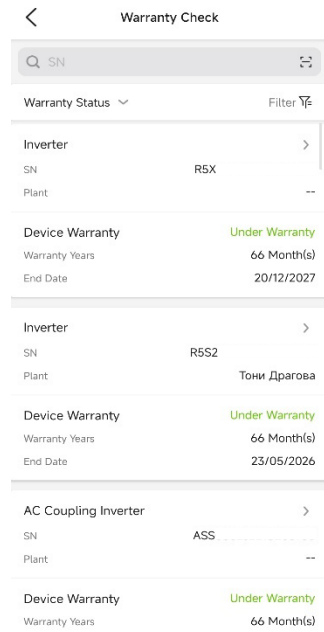 Warranty Check
SN
Warranty Status
Filter
Inverter
SN R5X
Plant --
Device Warranty Under Warranty
Warranty Years 66 Month(s)
End Date 20/12/2027
Inverter
SN R5S2
Plant Тони Драгова
Device Warranty Under Warranty
Warranty Years 66 Month(s)
End Date 23/05/2026
AC Coupling Inverter
SN ASS
Plant --
Device Warranty Under Warranty
Warranty Years 66 Month(s)